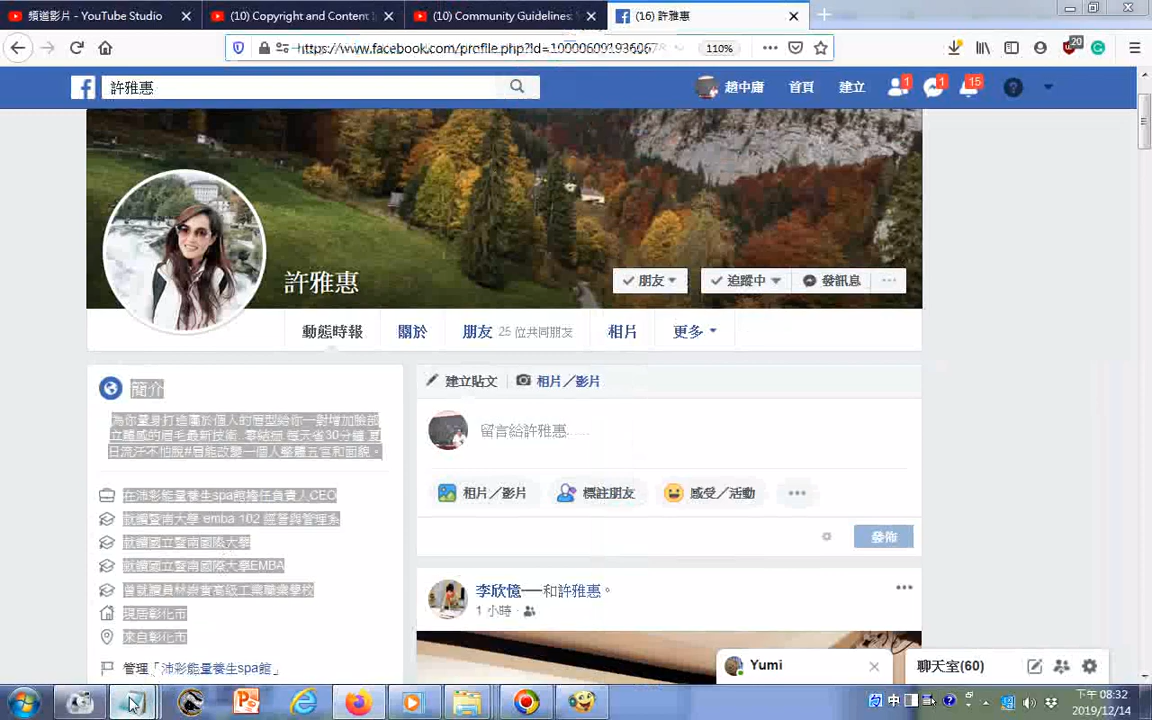 頻道影片 - YouTube Studio
(10) Copyright and Content
(10) Community Guidelines:
(16) 許雅惠
https://www.facebook.com/profile.php?id=100006091936067
110%
20
許雅惠
趙中庸
首頁
建立
1
1
15
許雅惠
朋友
追蹤中
發訊息
動態時報
關於
朋友 25 位共同朋友
相片
更多
簡介
為你量身打造屬於個人的眉型給你一對增加臉部
立體感的眉毛最新技術..零結痂.每天省30分鐘.夏
日流汗不怕脫#眉能改變一個人整體五官和面貌。
在沛彩能量養生spa館擔任負責人CEO
就讀暨南大學 emba 102 經營與管理系
就讀國立暨南國際大學
就讀國立暨南國際大學EMBA
曾就讀員林崇實高級工業職業學校
現居彰化市
來自彰化市
管理「沛彩能量養生spa館」
建立貼文
相片／影片
留言給許雅惠......
相片／影片
標註朋友
感受／活動
發佈
李欣億──和許雅惠。
1 小時
Yumi
聊天室(60)
中
下午 08:32
2019/12/14